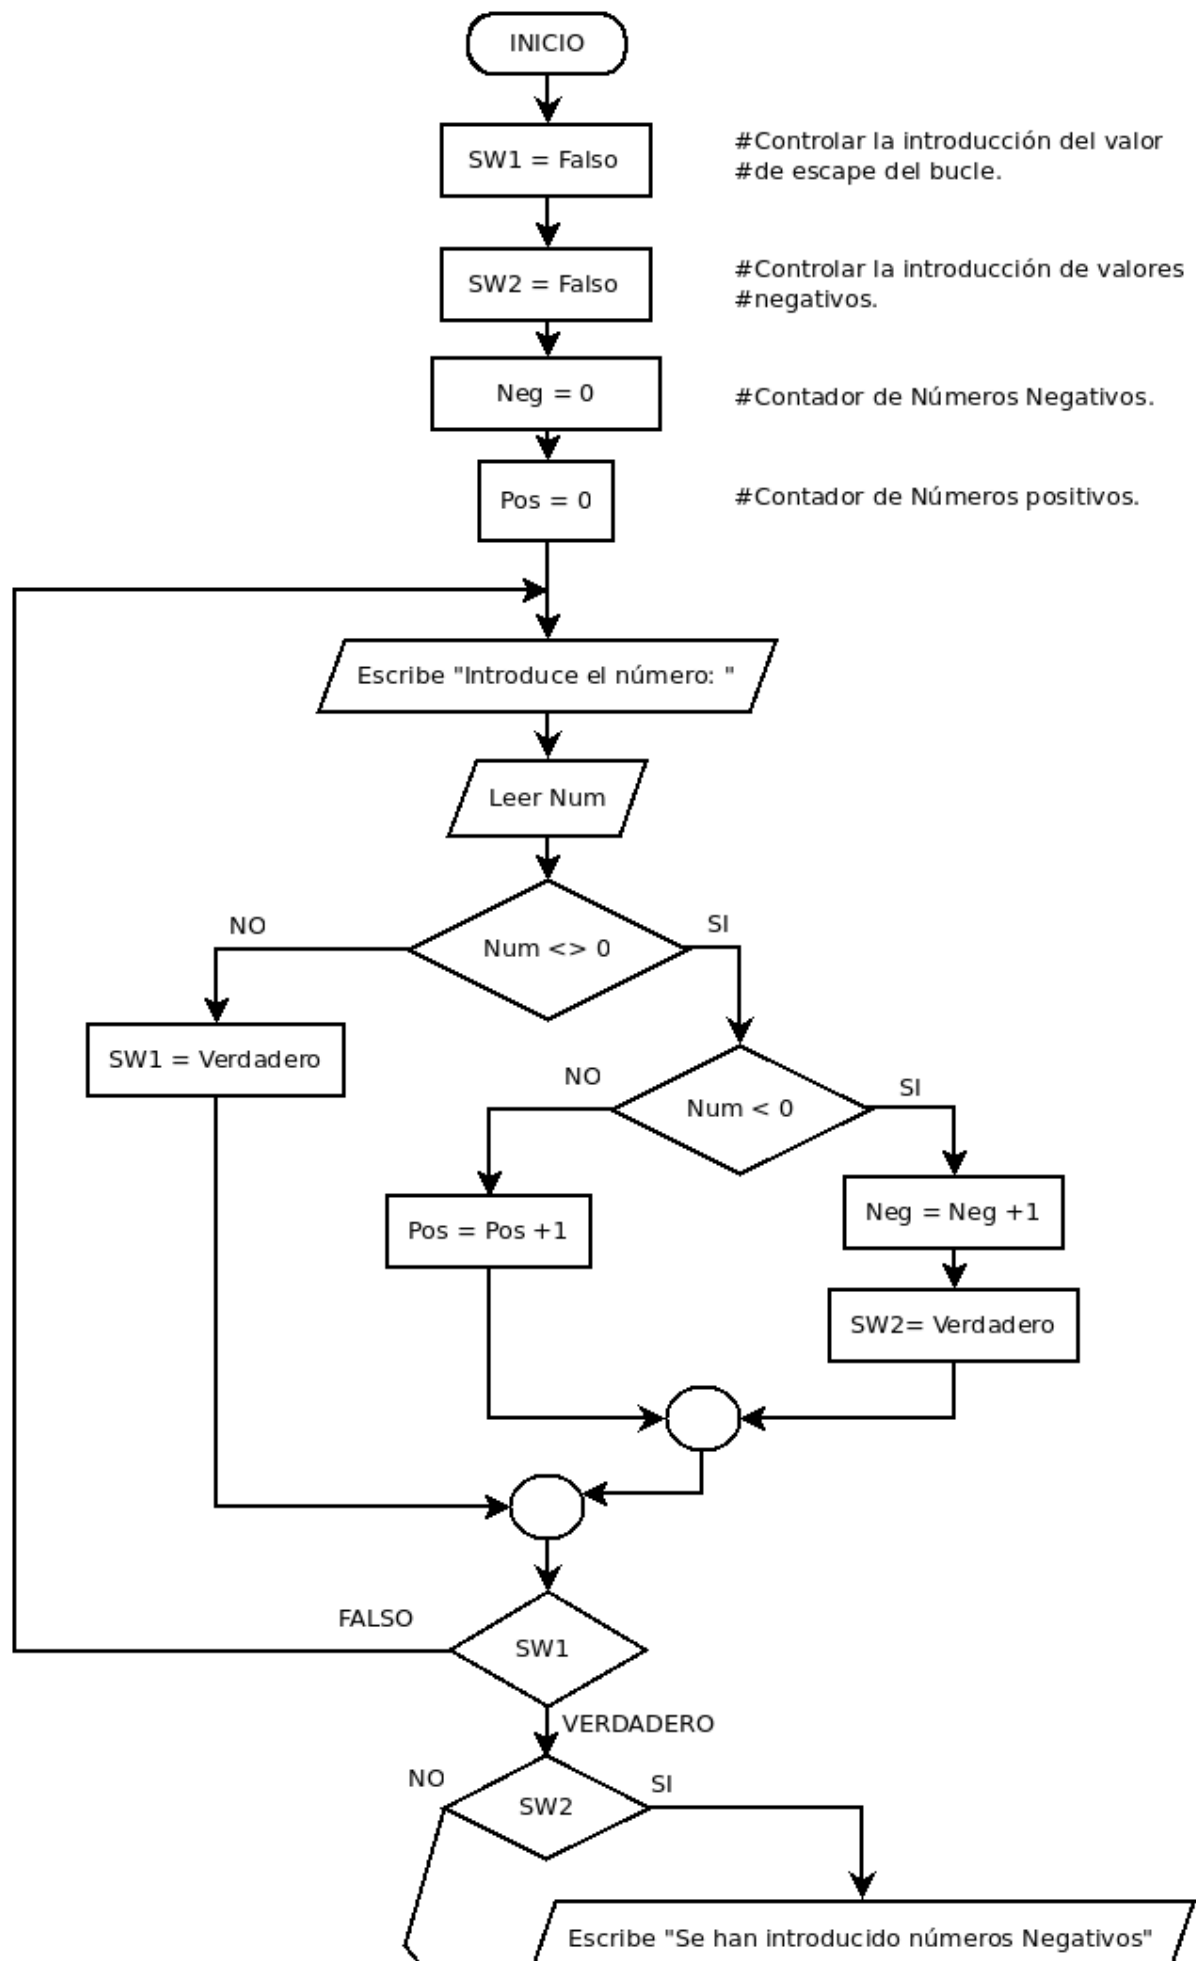 INICIO
SW1 = Falso
#Controlar la introducción del valor
#de escape del bucle.
SW2 = Falso
#Controlar la introducción de valores
#negativos.
Neg = 0
#Contador de Números Negativos.
Pos = 0
#Contador de Números positivos.
Escribe "Introduce el número: "
Leer Num
NO
Num <> 0
SI
SW1 = Verdadero
NO
Num < 0
SI
Pos = Pos +1
Neg = Neg +1
SW2= Verdadero
FALSO
SW1
VERDADERO
NO
SW2
SI
Escribe "Se han introducido números Negativos"